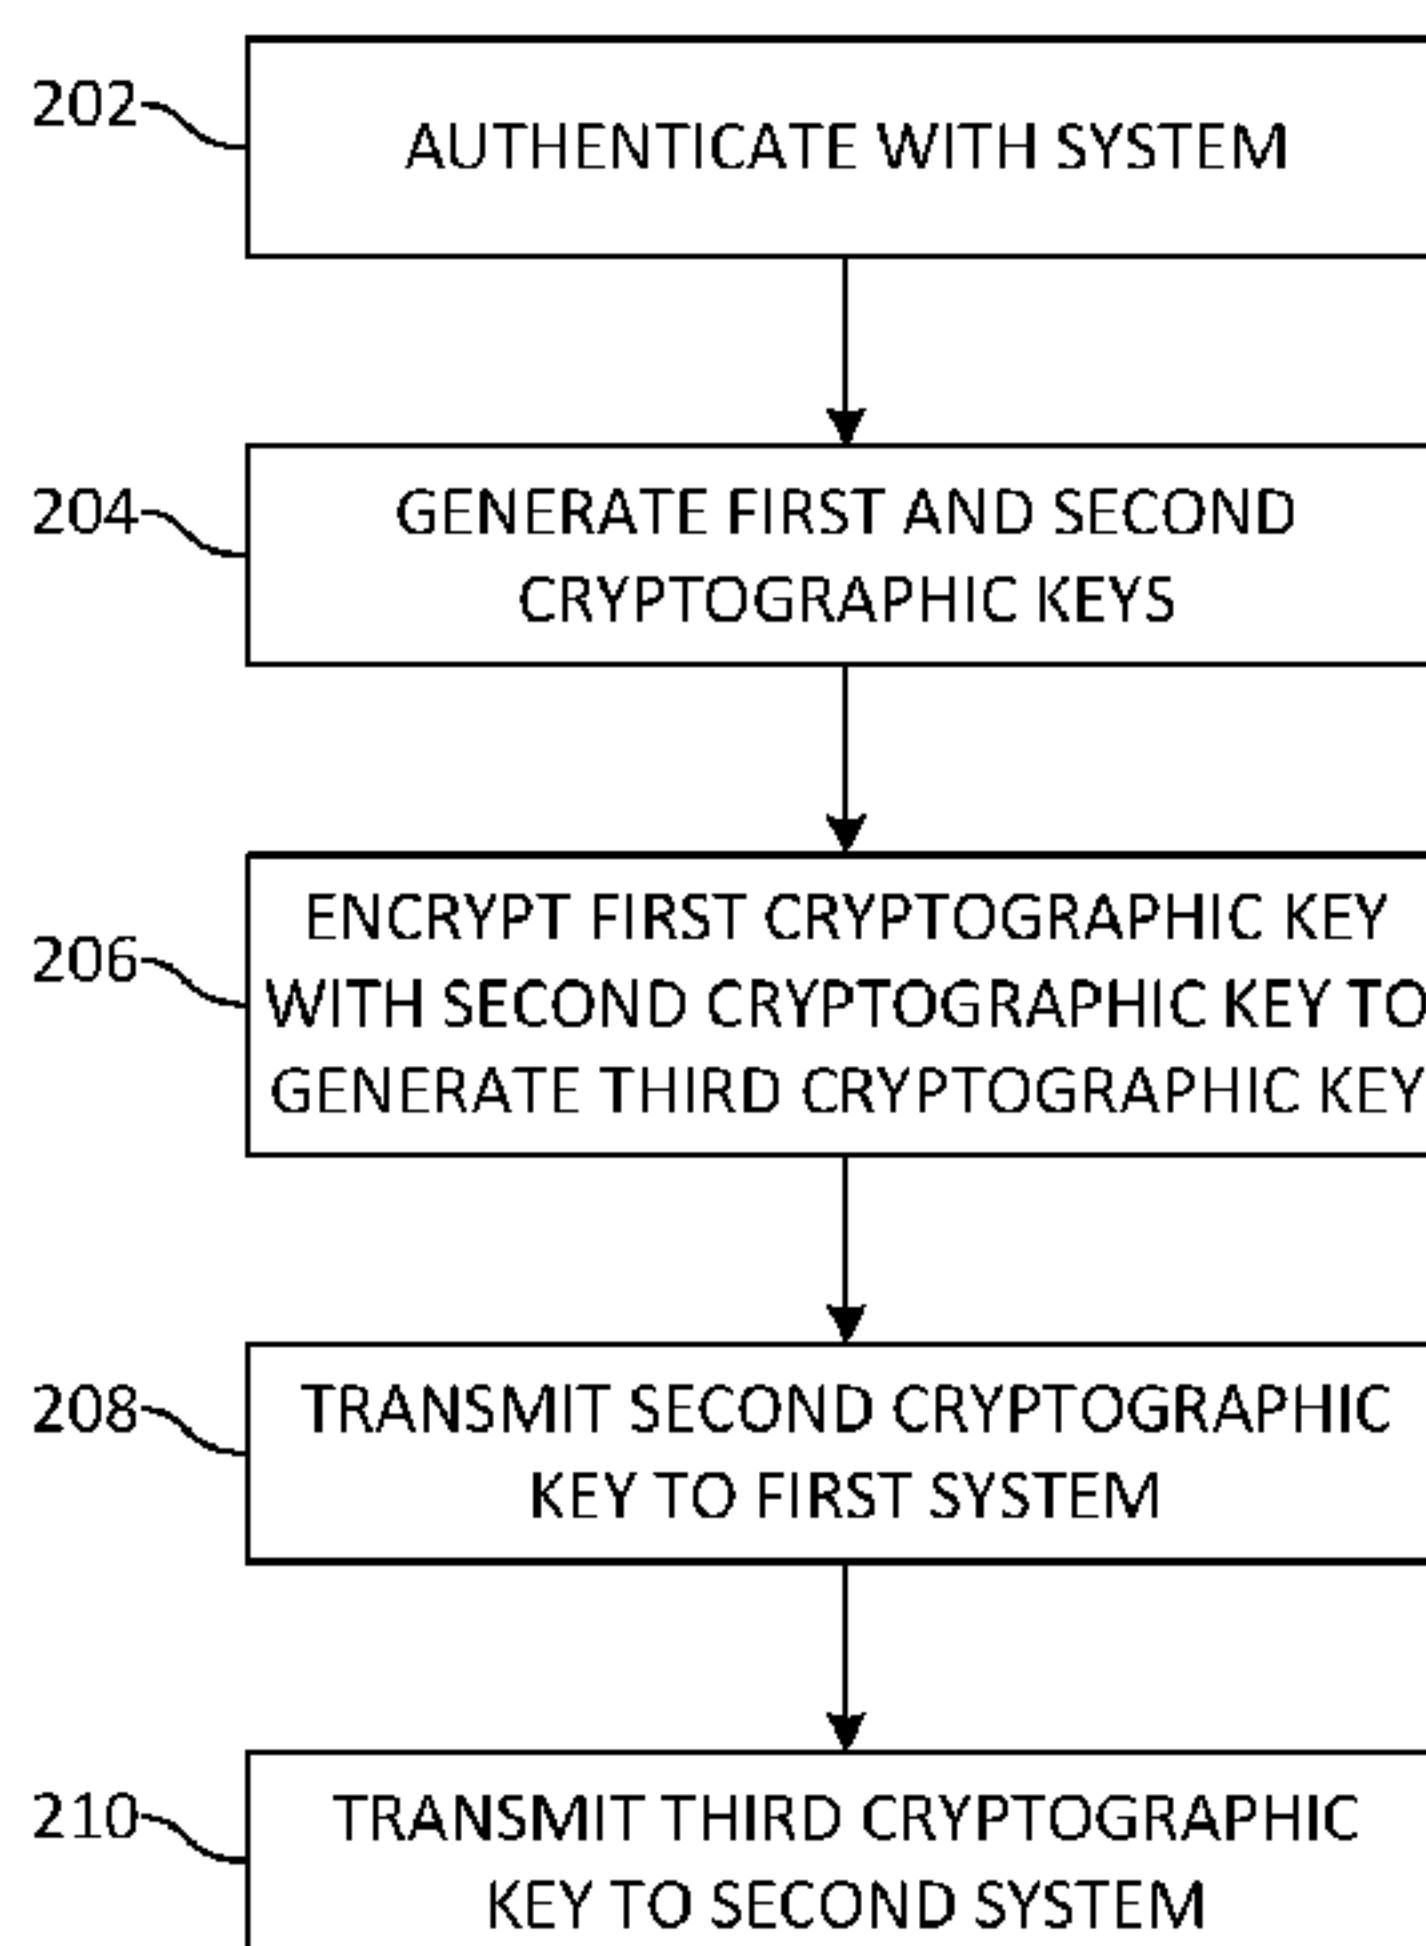 202
AUTHENTICATE WITH SYSTEM
204
GENERATE FIRST AND SECOND
CRYPTOGRAPHIC KEYS
206
ENCRYPT FIRST CRYPTOGRAPHIC KEY
WITH SECOND CRYPTOGRAPHIC KEY TO
GENERATE THIRD CRYPTOGRAPHIC KEY
208
TRANSMIT SECOND CRYPTOGRAPHIC
KEY TO FIRST SYSTEM
210
TRANSMIT THIRD CRYPTOGRAPHIC
KEY TO SECOND SYSTEM